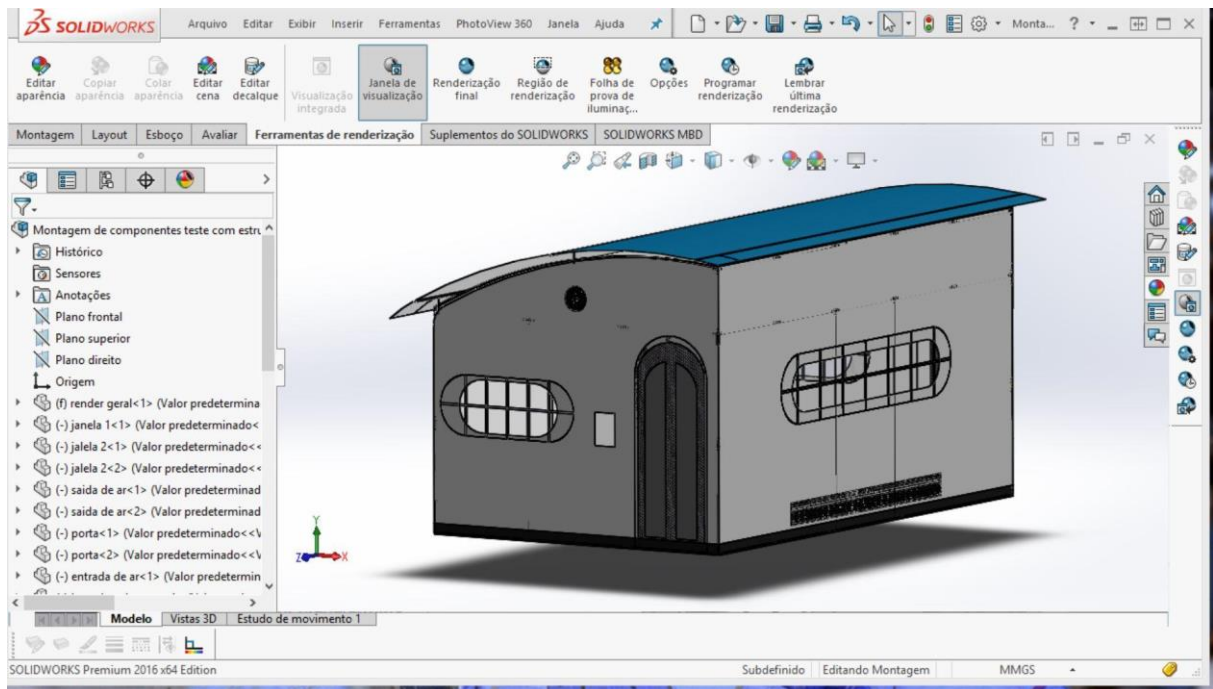 SOLIDWORKS Arquivo Editar Exibir Inserir Ferramentas PhotoView 360 Janela Ajuda Monta... ?
Editar aparência
Copiar aparência
Colar aparência
Editar cena
Editar decalque
Visualização integrada
Janela de visualização
Renderização final
Região de renderização
Folha de prova de iluminaç...
Opções
Programar renderização
Lembrar última renderização
Montagem Layout Esboço Avaliar Ferramentas de renderização Suplementos do SOLIDWORKS SOLIDWORKS MBD
Montagem de componentes teste com estru
Histórico
Sensores
Anotações
Plano frontal
Plano superior
Plano direito
Origem
(f) render geral<1> (Valor predetermina
(-) janela 1<1> (Valor predeterminado<
(-) jalela 2<1> (Valor predeterminado<<
(-) jalela 2<2> (Valor predeterminado<<
(-) saida de ar<1> (Valor predeterminad
(-) saida de ar<2> (Valor predeterminad
(-) porta<1> (Valor predeterminado<<V
(-) porta<2> (Valor predeterminado<<V
(-) entrada de ar<1> (Valor predetermin
Y
Z X
Modelo Vistas 3D Estudo de movimento 1
SOLIDWORKS Premium 2016 x64 Edition Subdefinido Editando Montagem MMGS